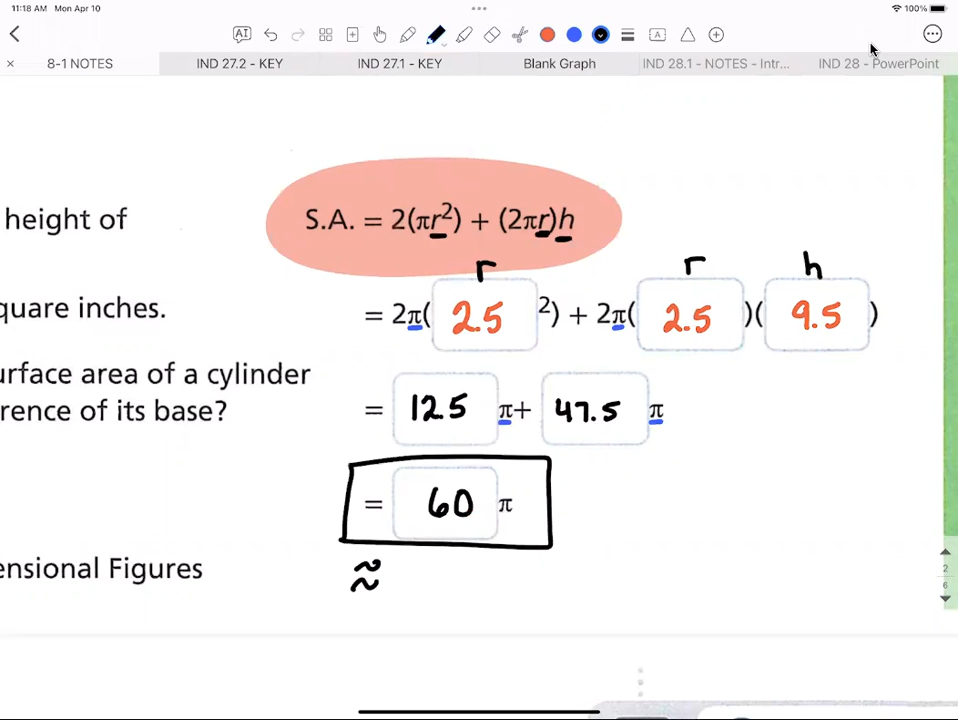 11:18 AM Mon Apr 10
100%
AI
A
8-1 NOTES
IND 27.2 - KEY
IND 27.1 - KEY
Blank Graph
IND 28.1 - NOTES - Intr...
IND 28 - PowerPoint
height of
S.A. = 2(πr²) + (2πr)h
r r h
quare inches.
= 2π( 2.5 ²) + 2π( 2.5 )( 9.5 )
urface area of a cylinder
rence of its base?
= 12.5 π+ 47.5 π
= 60 π
≈
ensional Figures
2
6